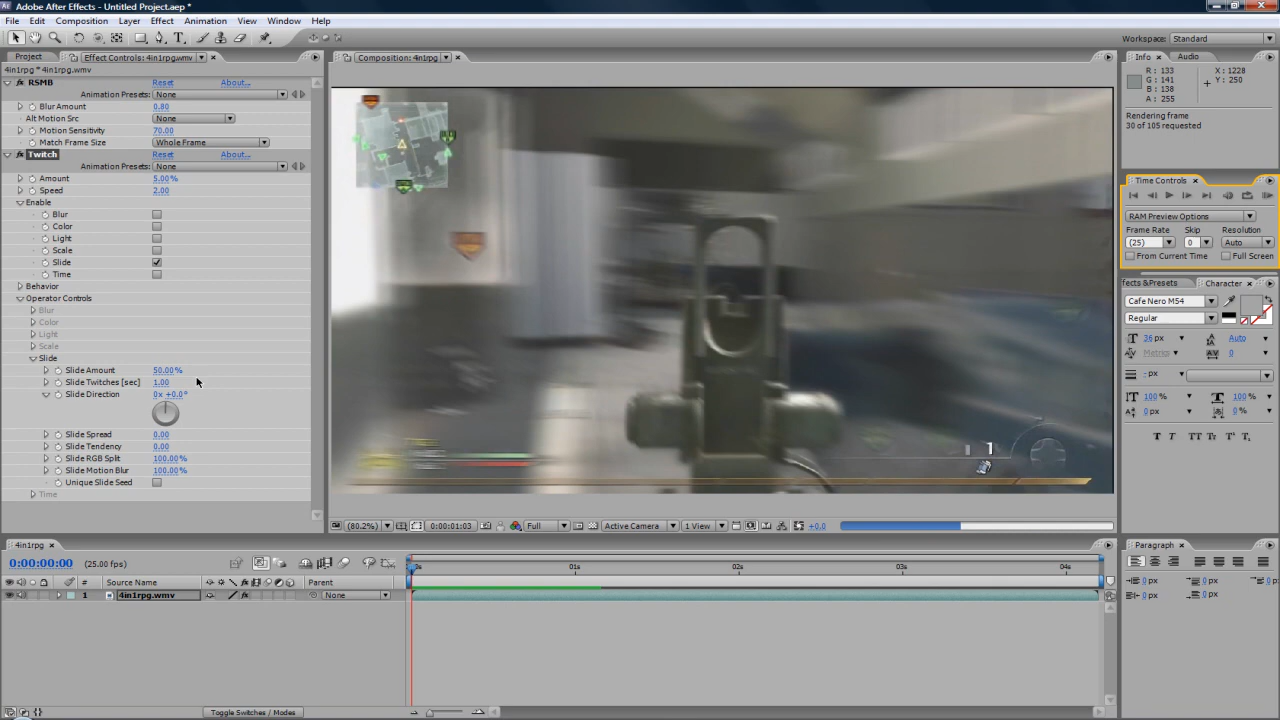 Adobe After Effects - Untitled Project.aep *
File Edit Composition Layer Effect Animation View Window Help
Workspace: Standard
Project Effect Controls: 4in1rpg.wmv
4in1rpg * 4in1rpg.wmv
RSMB Reset About...
Animation Presets: None
Blur Amount 0.80
Alt Motion Src None
Motion Sensitivity 70.00
Match Frame Size Whole Frame
Twitch Reset About...
Animation Presets: None
Amount 5.00%
Speed 2.00
Enable
Blur
Color
Light
Scale
Slide
Time
Behavior
Operator Controls
Blur
Color
Light
Scale
Slide
Slide Amount 50.00%
Slide Twitches [sec] 1.00
Slide Direction 0x +0.0°
Slide Spread 0.00
Slide Tendency 0.00
Slide RGB Split 100.00%
Slide Motion Blur 100.00%
Unique Slide Seed
Time
Composition: 4in1rpg
(80.2%) 0:00:01:03 Full Active Camera 1 View +0.0
Info Audio
R: 133 X: 1228
G: 141 Y: 250
B: 138
A: 255
Rendering frame
30 of 105 requested
Time Controls
RAM Preview Options
Frame Rate Skip Resolution
(25) 0 Auto
From Current Time Full Screen
ffects&Presets Character
Cafe Nero M54
Regular
36 px Auto
Metrics 0
- px
100% 100%
0 px 0%
T T TT Tr T T
4in1rpg
0:00:00:00 (25.00 fps)
# Source Name Parent
0s 01s 02s 03s 04s
1 4in1rpg.wmv None
Toggle Switches / Modes
Paragraph
0 px 0 px 0 px
0 px 0 px